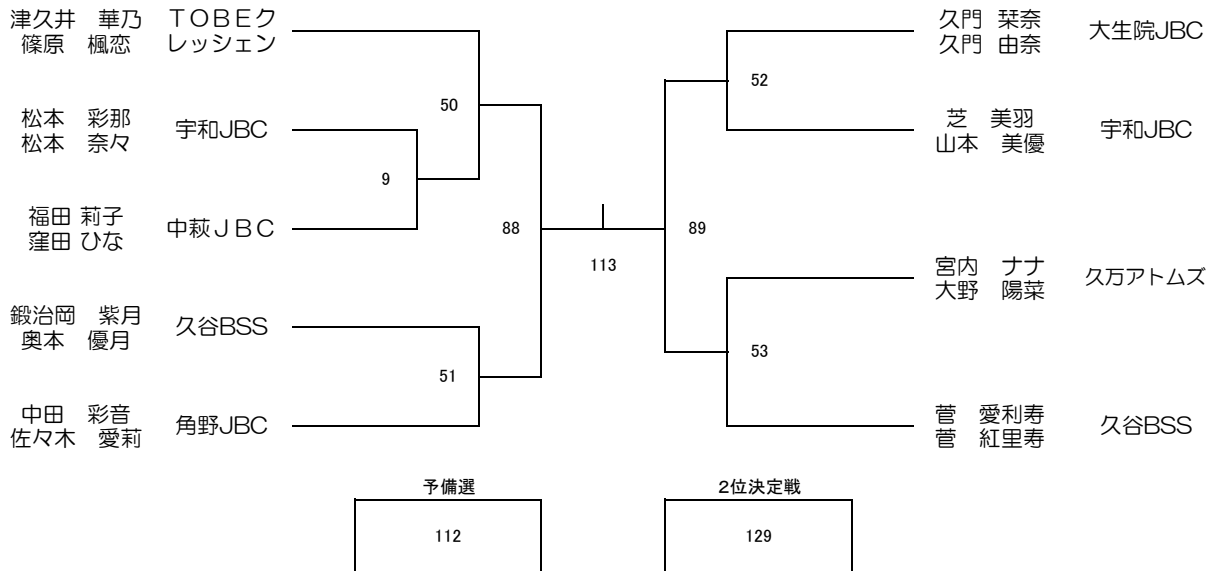 津久井　華乃
篠原　楓恋
TOBEク
レッシェン
松本　彩那
松本　奈々
宇和JBC
福田 莉子
窪田 ひな
中萩ＪＢＣ
鍛治岡　紫月
奥本　優月
久谷BSS
中田　彩音
佐々木　愛莉
角野JBC
50
9
88
51
113
久門 栞奈
久門 由奈
大生院JBC
芝　美羽
山本　美優
宇和JBC
宮内　ナナ
大野　陽菜
久万アトムズ
菅　愛利寿
菅　紅里寿
久谷BSS
52
89
53
予備選
112
2位決定戦
129